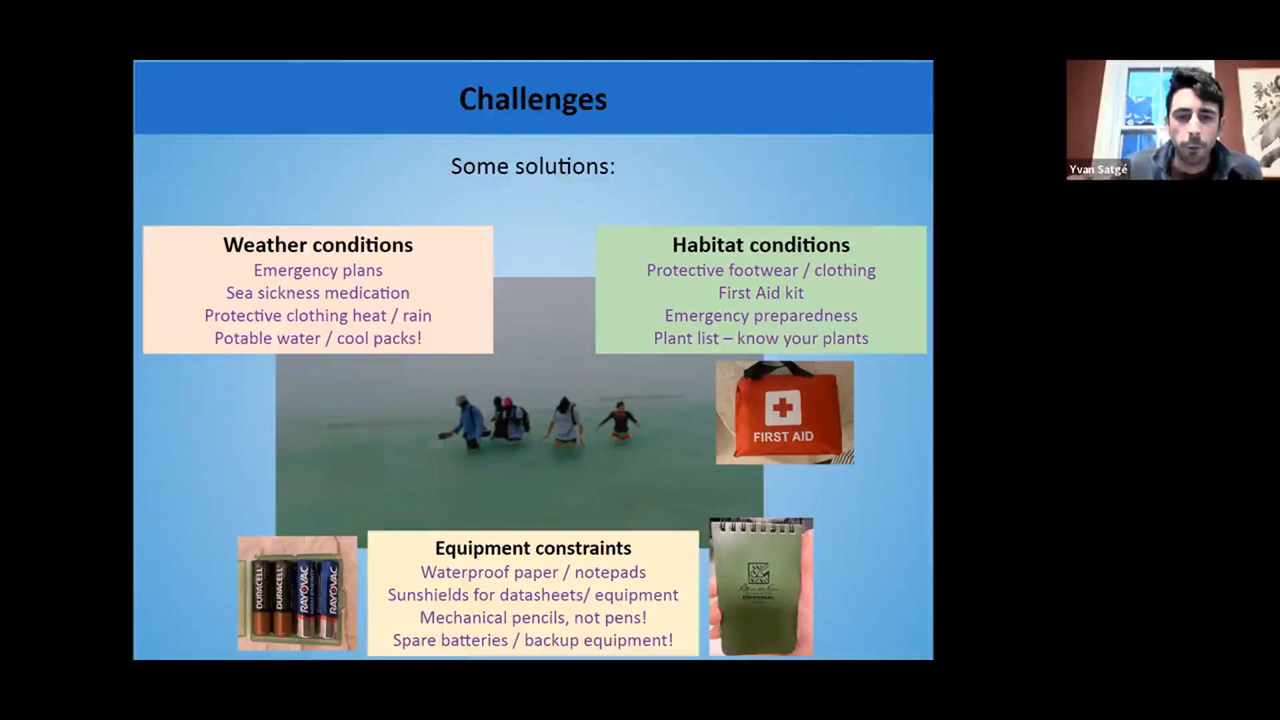 Challenges
Some solutions:
Weather conditions
Emergency plans
Sea sickness medication
Protective clothing heat / rain
Potable water / cool packs!
Habitat conditions
Protective footwear / clothing
First Aid kit
Emergency preparedness
Plant list – know your plants
FIRST AID
Equipment constraints
Waterproof paper / notepads
Sunshields for datasheets/ equipment
Mechanical pencils, not pens!
Spare batteries / backup equipment!
DURACELL
DURACELL
RAYOVAC
RAYOVAC
Yvan Satgé